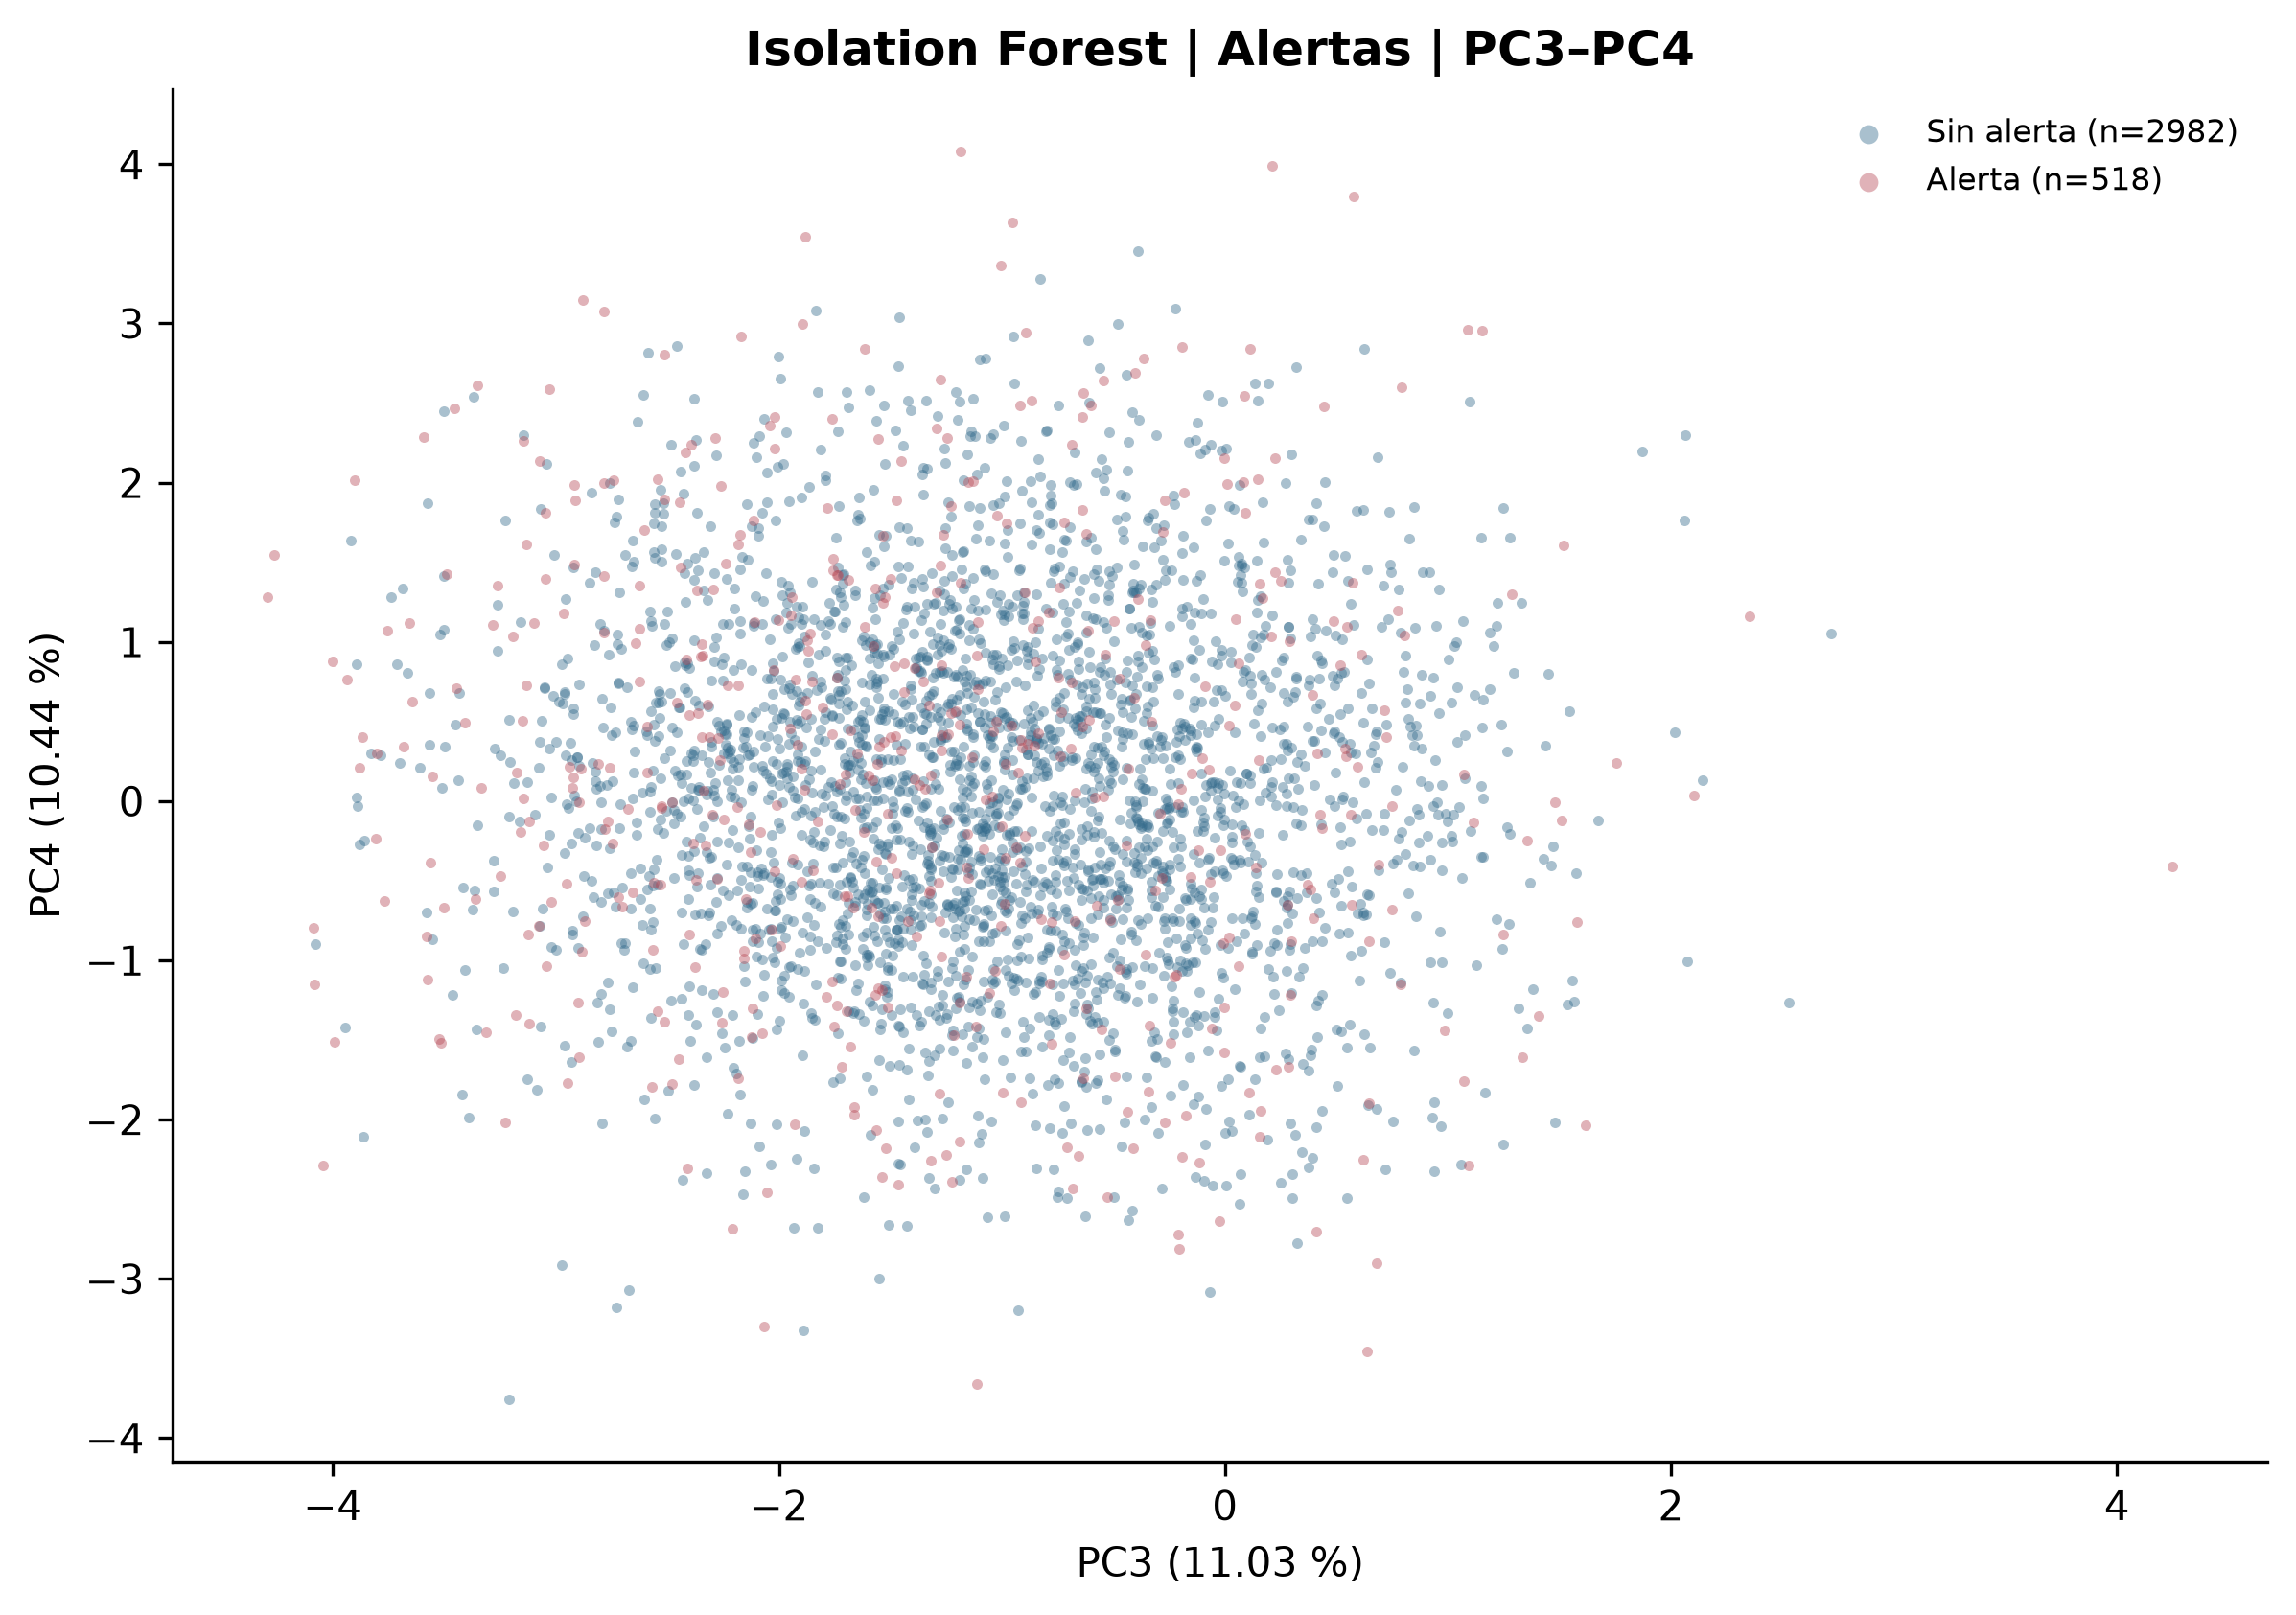 Isolation Forest | Alertas | PC3–PC4
Sin alerta (n=2982)
Alerta (n=518)
4
3
2
1
0
−1
−2
−3
−4
PC4 (10.44 %)
−4
−2
0
2
4
PC3 (11.03 %)